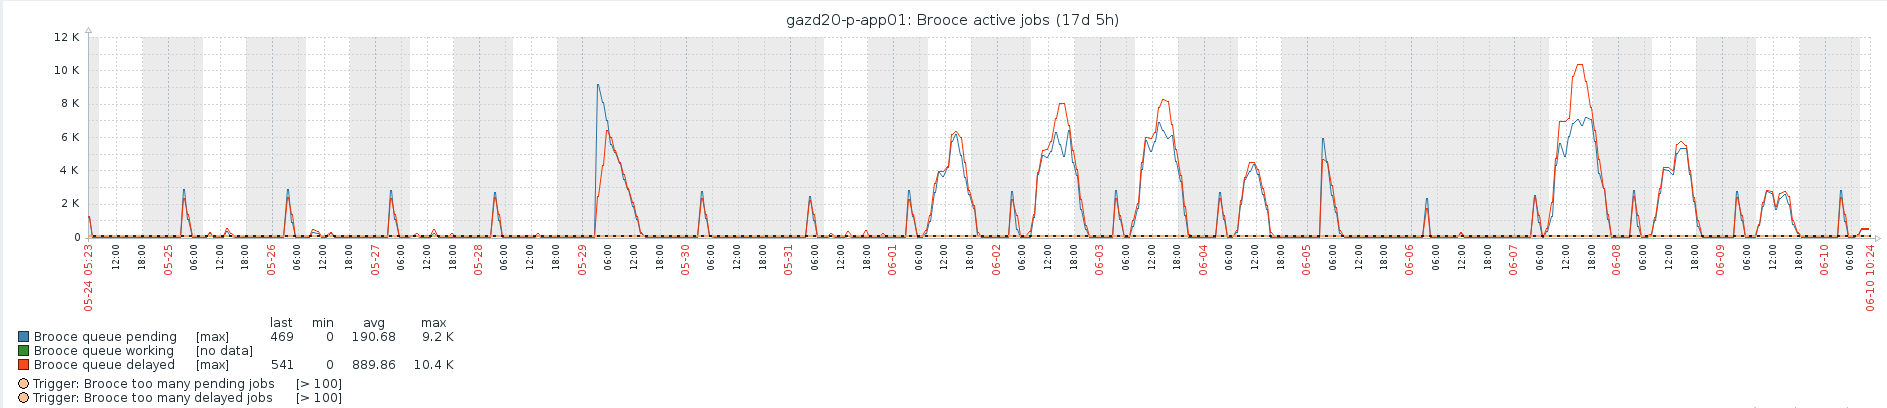 gazd20-p-app01: Brooce active jobs (17d 5h)
12 K
10 K
8 K
6 K
4 K
2 K
0
05-24 05:23 12:00 18:00 05-25 06:00 12:00 18:00 05-26 06:00 12:00 18:00 05-27 06:00 12:00 18:00 05-28 06:00 12:00 18:00 05-29 06:00 12:00 18:00 05-30 06:00 12:00 18:00 05-31 06:00 12:00 18:00 06-01 06:00 12:00 18:00 06-02 06:00 12:00 18:00 06-03 06:00 12:00 18:00 06-04 06:00 12:00 18:00 06-05 06:00 12:00 18:00 06-06 06:00 12:00 18:00 06-07 06:00 12:00 18:00 06-08 06:00 12:00 18:00 06-09 06:00 12:00 18:00 06-10 06:00 06-10 10:24
last min avg max
Brooce queue pending [max] 469 0 190.68 9.2 K
Brooce queue working [no data]
Brooce queue delayed [max] 541 0 889.86 10.4 K
Trigger: Brooce too many pending jobs [> 100]
Trigger: Brooce too many delayed jobs [> 100]